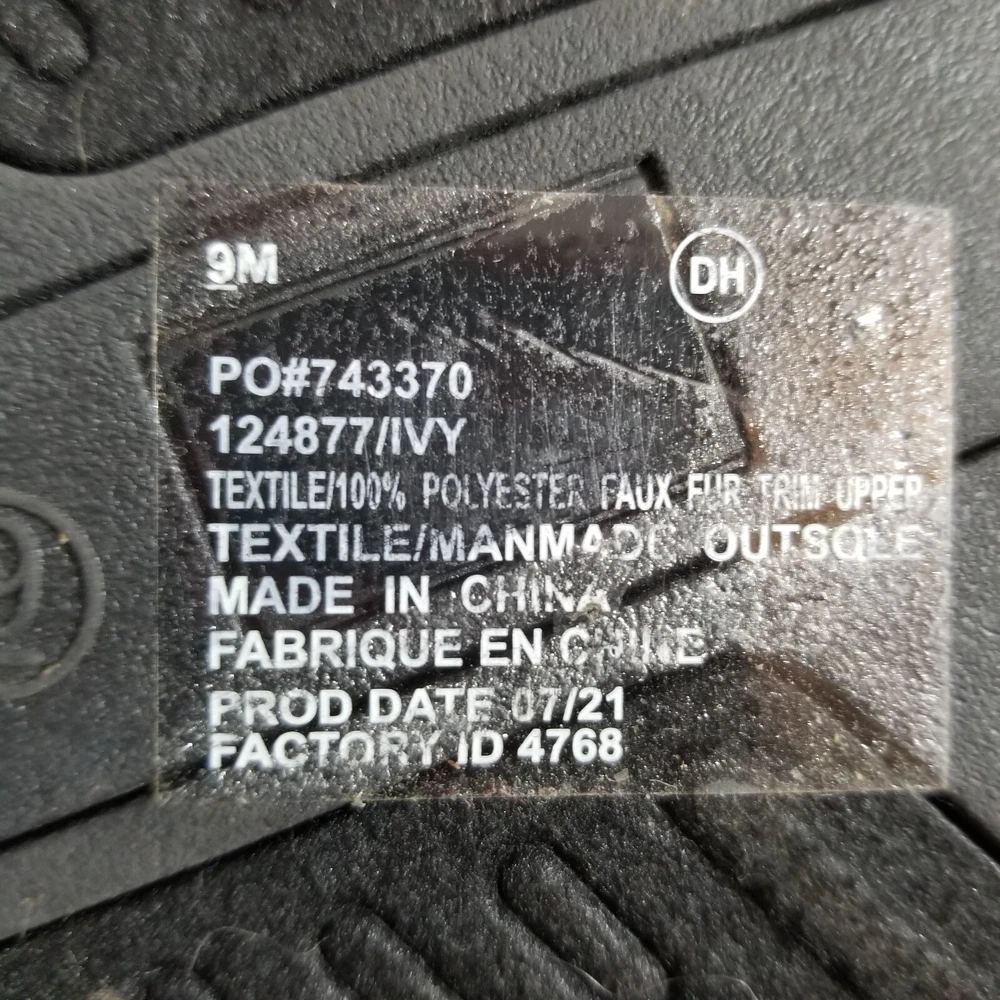 9M
DH
PO#743370
124877/IVY
TEXTILE/100% POLYESTER FAUX FUR TRIM UPPER
TEXTILE/MANMADE OUTSOLE
MADE IN CHINA
FABRIQUE EN CHINE
PROD DATE 07/21
FACTORY ID 4768